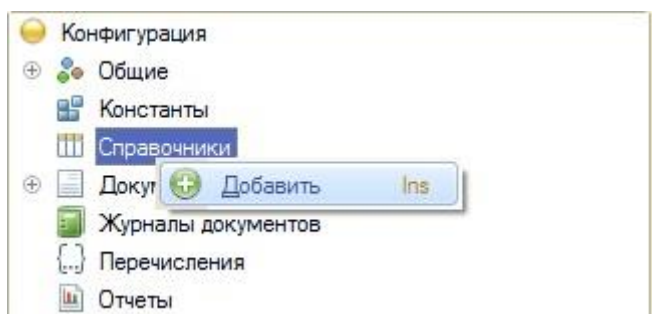 Конфигурация
Общие
Константы
Справочники
Добавить Ins
Журналы документов
Перечисления
Отчеты